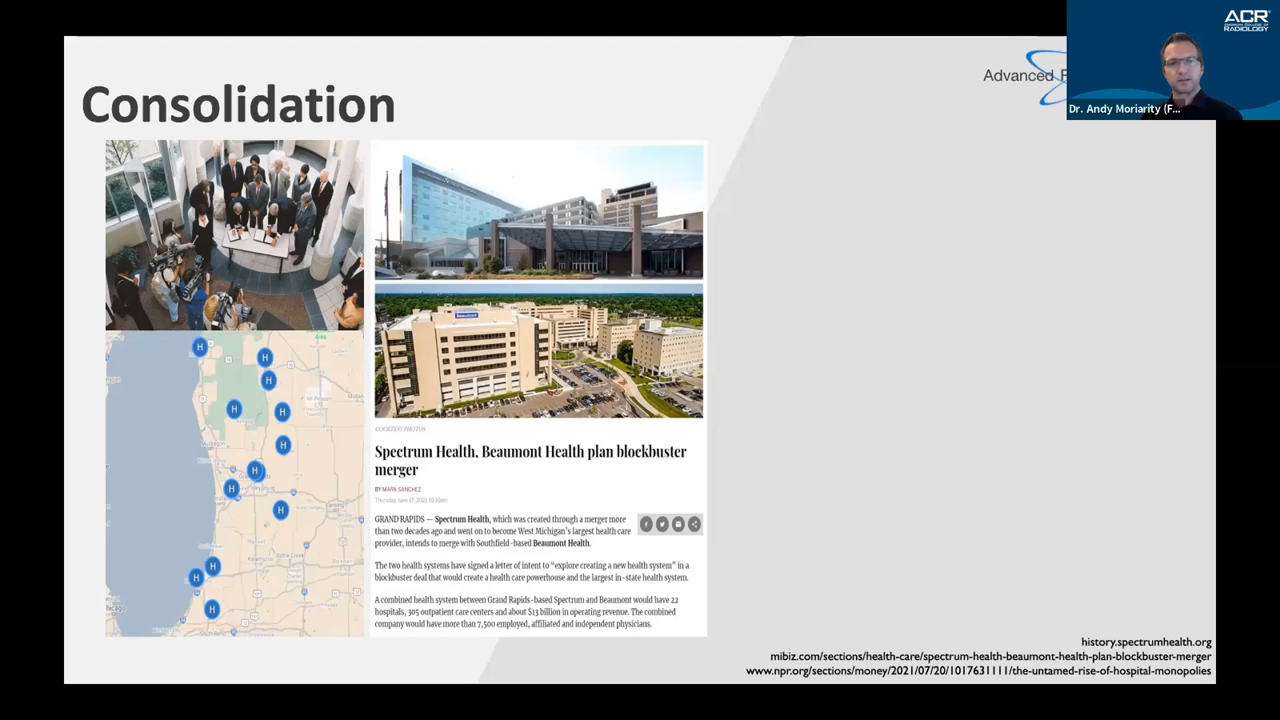 ACR
AMERICAN COLLEGE OF
RADIOLOGY
Dr. Andy Moriarity (F...
Advanced
Consolidation
Beaumont
H
H
H
H
H
H
H
H
H
H
H
H
COURTESY PHOTOS
Spectrum Health, Beaumont Health plan blockbuster
merger
BY MARK SANCHEZ
Thursday, June 17, 2021 10:30am
GRAND RAPIDS — Spectrum Health, which was created through a merger more
than two decades ago and went on to become West Michigan's largest health care
provider, intends to merge with Southfield-based Beaumont Health.
The two health systems have signed a letter of intent to “explore creating a new health system” in a
blockbuster deal that would create a health care powerhouse and the largest in-state health system.
A combined health system between Grand Rapids-based Spectrum and Beaumont would have 22
hospitals, 305 outpatient care centers and about $13 billion in operating revenue. The combined
company would have more than 7,500 employed, affiliated and independent physicians.
history.spectrumhealth.org
mibiz.com/sections/health-care/spectrum-health-beaumont-health-plan-blockbuster-merger
www.npr.org/sections/money/2021/07/20/1017631111/the-untamed-rise-of-hospital-monopolies